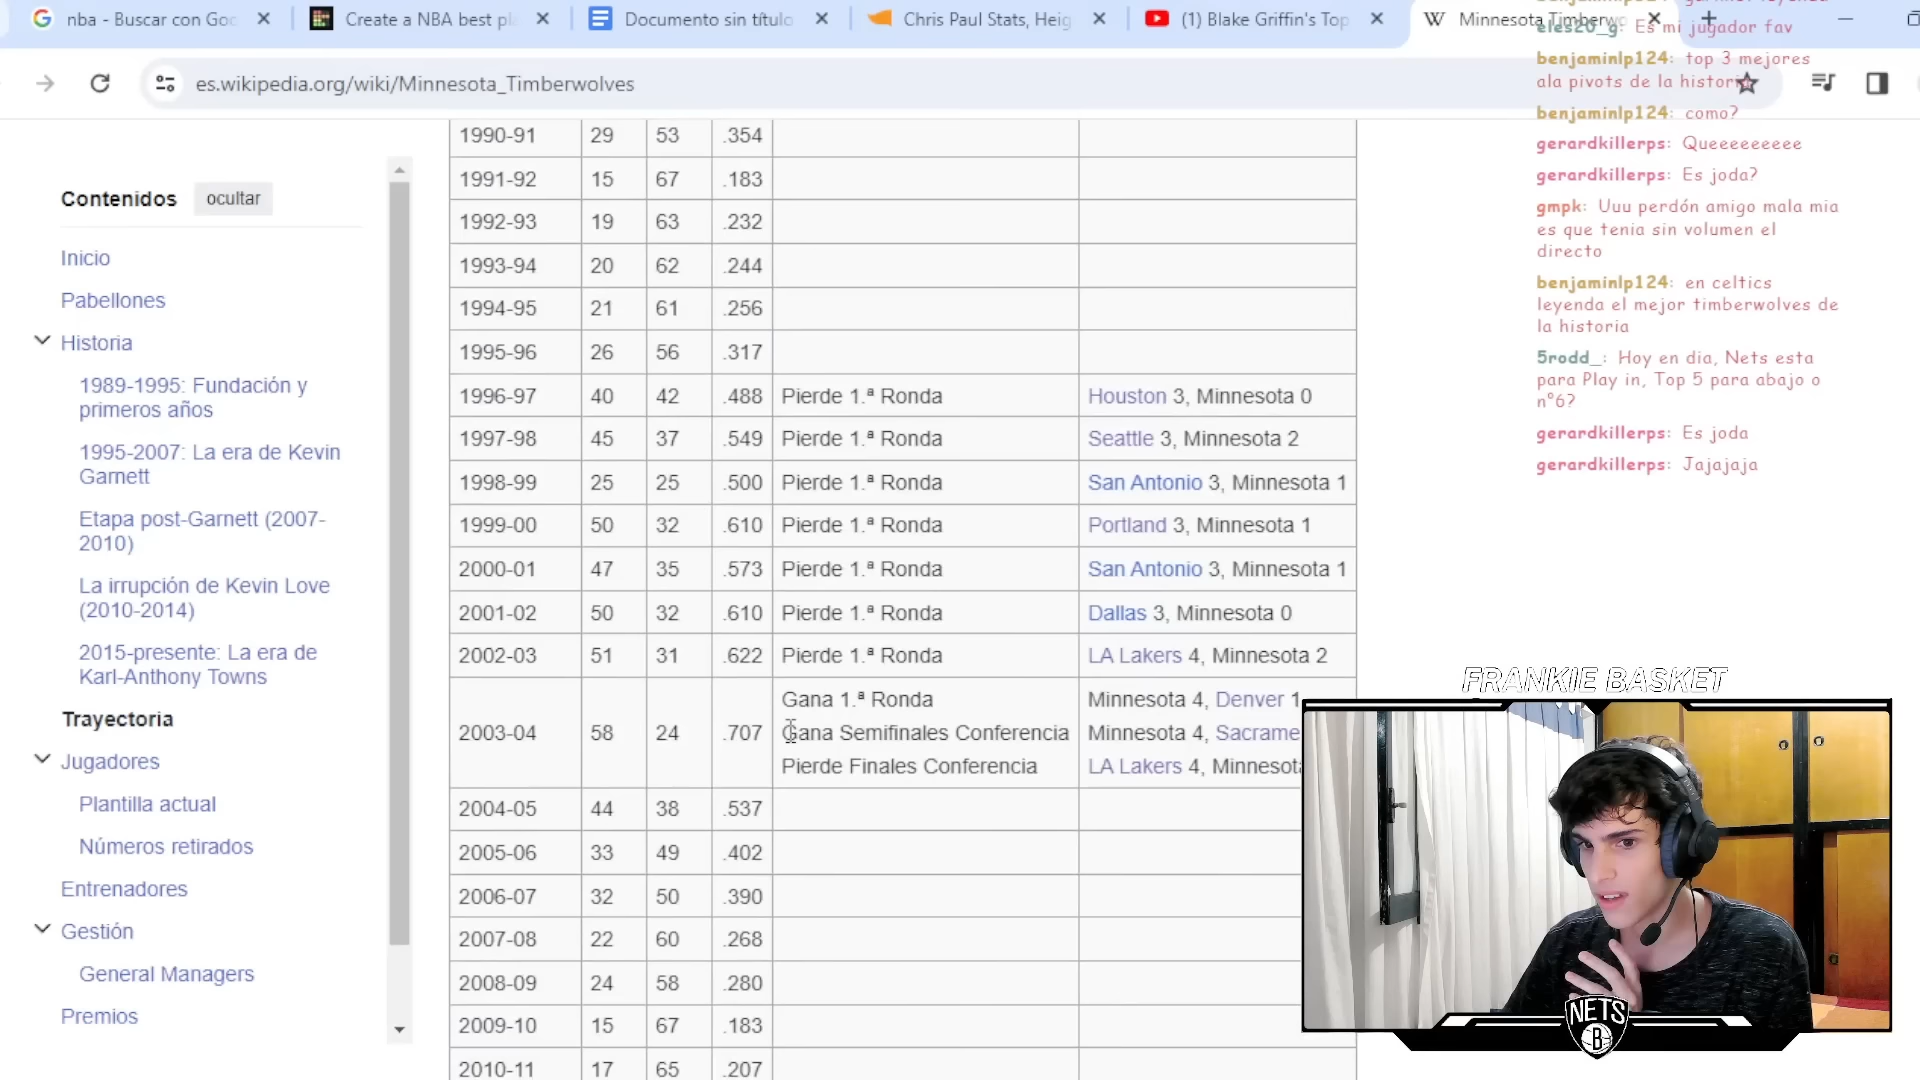 nba - Buscar con Goo
Create a NBA best pl
Documento sin título
Chris Paul Stats, Heig
(1) Blake Griffin's Top
Minnesota Timberwo
es.wikipedia.org/wiki/Minnesota_Timberwolves
Contenidos ocultar
Inicio
Pabellones
Historia
1989-1995: Fundación y
primeros años
1995-2007: La era de Kevin
Garnett
Etapa post-Garnett (2007-
2010)
La irrupción de Kevin Love
(2010-2014)
2015-presente: La era de
Karl-Anthony Towns
Trayectoria
Jugadores
Plantilla actual
Números retirados
Entrenadores
Gestión
General Managers
Premios
1990-91 29 53 .354
1991-92 15 67 .183
1992-93 19 63 .232
1993-94 20 62 .244
1994-95 21 61 .256
1995-96 26 56 .317
1996-97 40 42 .488 Pierde 1.ª Ronda Houston 3, Minnesota 0
1997-98 45 37 .549 Pierde 1.ª Ronda Seattle 3, Minnesota 2
1998-99 25 25 .500 Pierde 1.ª Ronda San Antonio 3, Minnesota 1
1999-00 50 32 .610 Pierde 1.ª Ronda Portland 3, Minnesota 1
2000-01 47 35 .573 Pierde 1.ª Ronda San Antonio 3, Minnesota 1
2001-02 50 32 .610 Pierde 1.ª Ronda Dallas 3, Minnesota 0
2002-03 51 31 .622 Pierde 1.ª Ronda LA Lakers 4, Minnesota 2
Gana 1.ª Ronda Minnesota 4, Denver 1
2003-04 58 24 .707 Gana Semifinales Conferencia Minnesota 4, Sacrame
Pierde Finales Conferencia LA Lakers 4, Minnesota
2004-05 44 38 .537
2005-06 33 49 .402
2006-07 32 50 .390
2007-08 22 60 .268
2008-09 24 58 .280
2009-10 15 67 .183
2010-11 17 65 .207
eles20_g: Es mi jugador fav
benjaminlp124: top 3 mejores
ala pivots de la historia
benjaminlp124: como?
gerardkillerps: Queeeeeeeee
gerardkillerps: Es joda?
gmpk: Uuu perdón amigo mala mia
es que tenia sin volumen el
directo
benjaminlp124: en celtics
leyenda el mejor timberwolves de
la historia
5rodd_: Hoy en dia, Nets esta
para Play in, Top 5 para abajo o
n°6?
gerardkillerps: Es joda
gerardkillerps: Jajajaja
FRANKIE BASKET
NETS
B